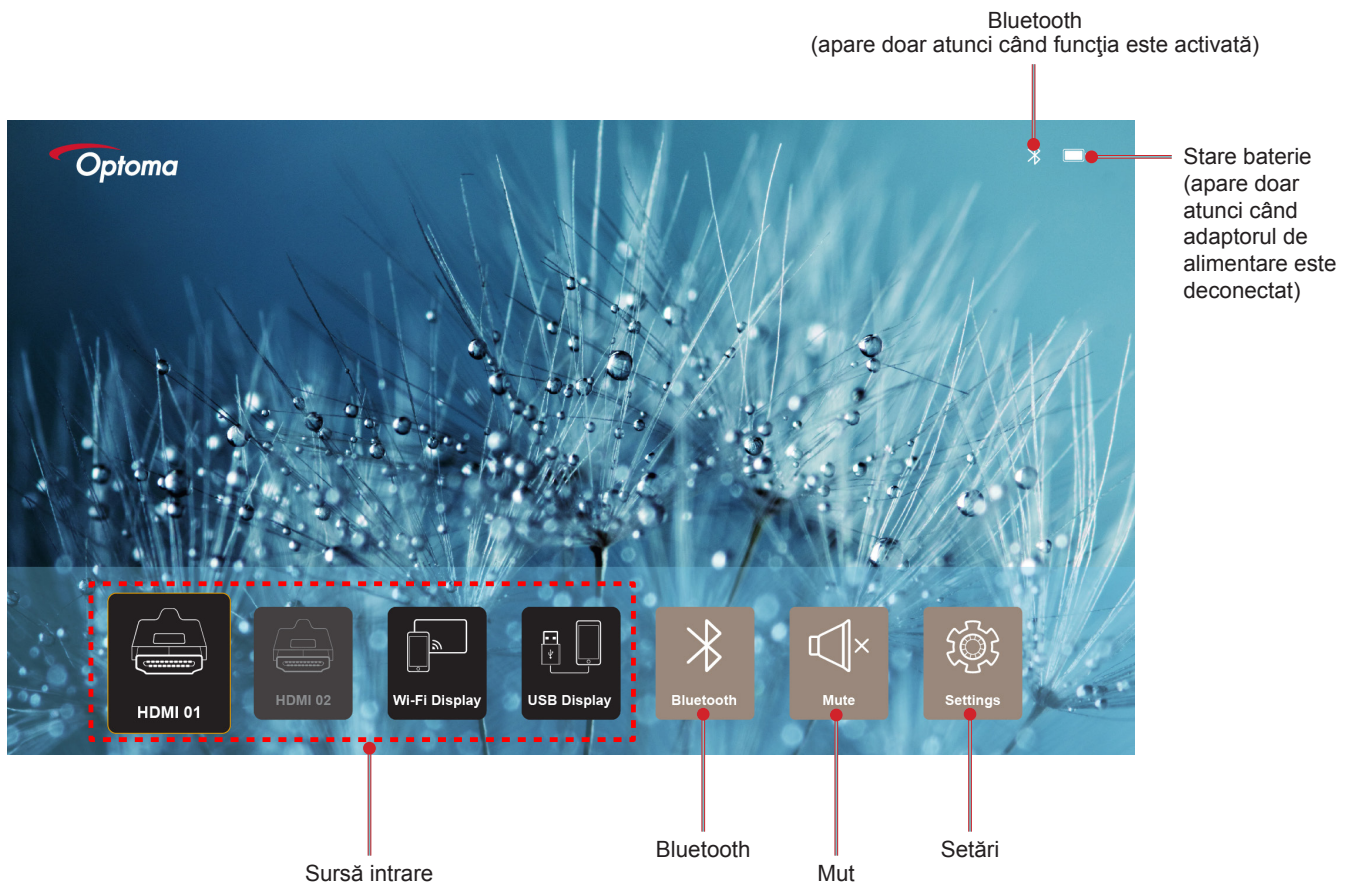 Bluetooth
(apare doar atunci când funcţia este activată)
Optoma
Stare baterie
(apare doar
atunci când
adaptorul de
alimentare este
deconectat)
HDMI 01
HDMI 02
Wi-Fi Display
USB Display
Bluetooth
Mute
Settings
Sursă intrare
Bluetooth
Mut
Setări